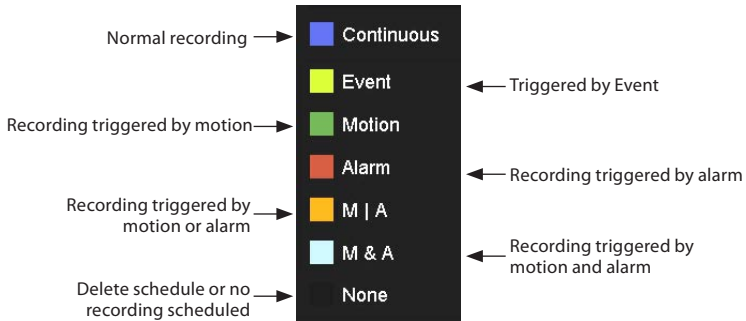 Normal recording
Continuous
Event
Triggered by Event
Recording triggered by motion
Motion
Alarm
Recording triggered by alarm
Recording triggered by
motion or alarm
M | A
M & A
Recording triggered by
motion and alarm
Delete schedule or no
recording scheduled
None